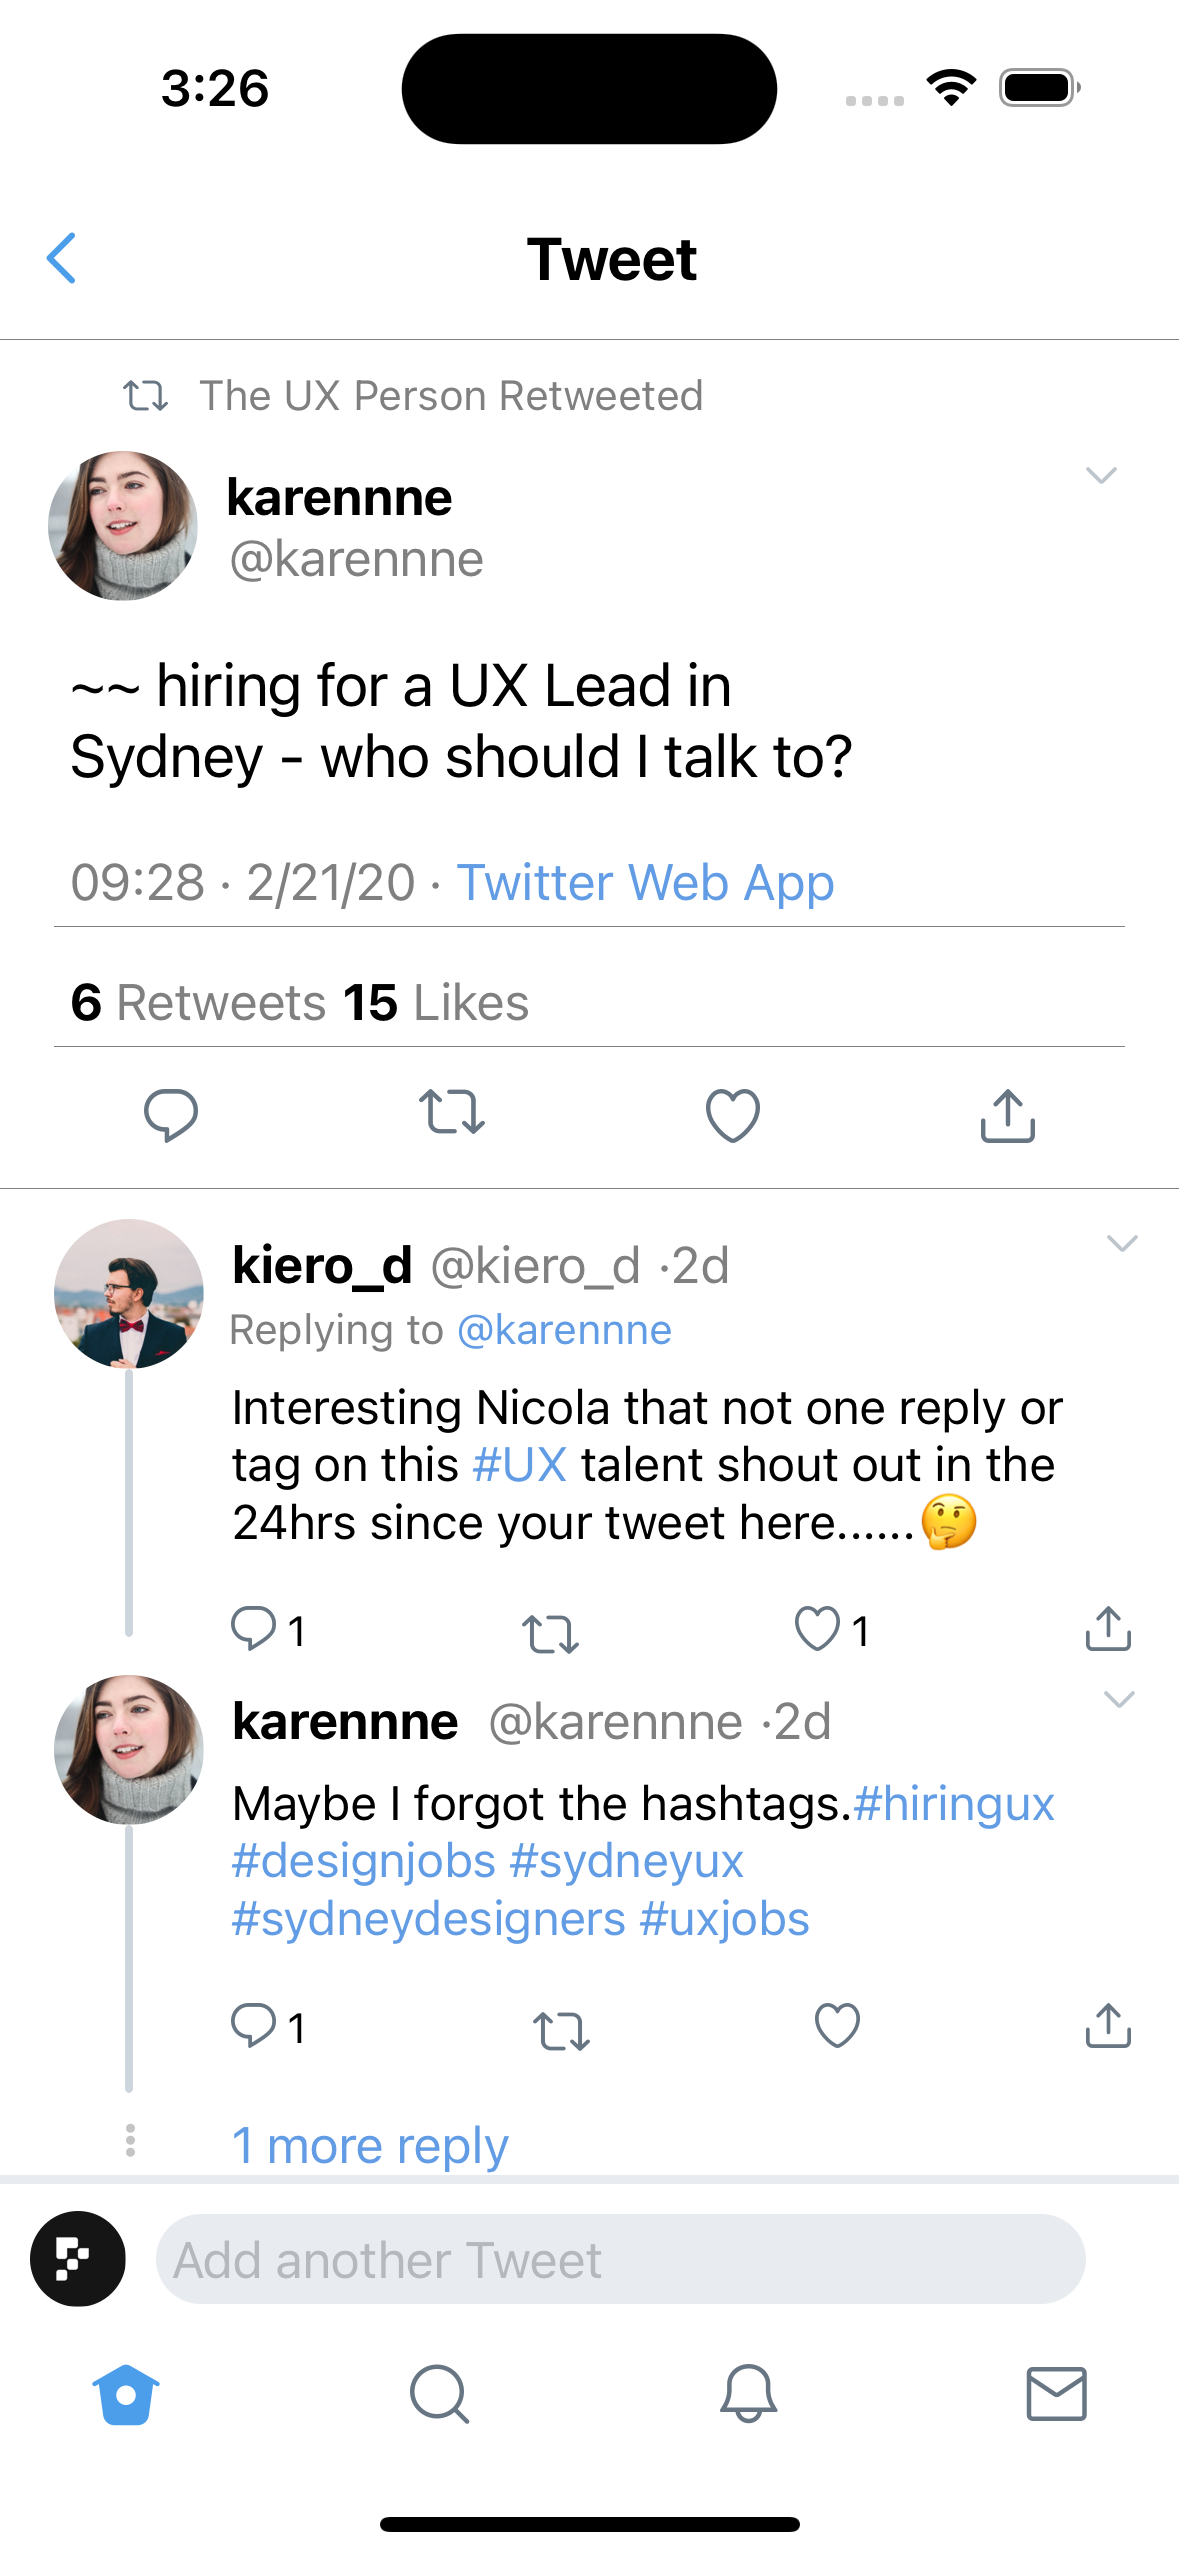 3:26
Tweet
The UX Person Retweeted
karennne
@karennne
~~ hiring for a UX Lead in
Sydney - who should I talk to?
09:28 · 2/21/20 · Twitter Web App
6 Retweets 15 Likes
kiero_d @kiero_d ·2d
Replying to @karennne
Interesting Nicola that not one reply or
tag on this #UX talent shout out in the
24hrs since your tweet here......🤔
1 1
karennne @karennne ·2d
Maybe I forgot the hashtags.#hiringux
#designjobs #sydneyux
#sydneydesigners #uxjobs
1
1 more reply
Add another Tweet